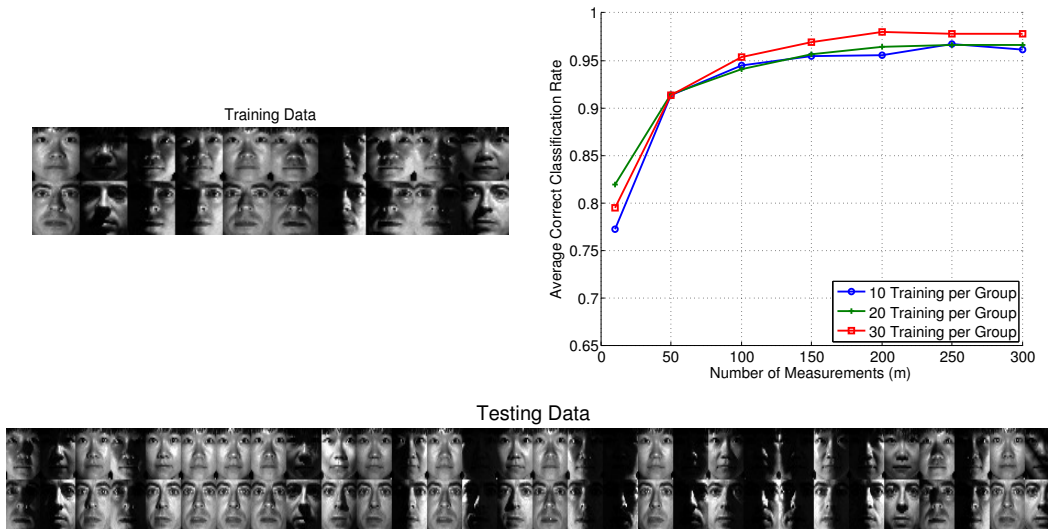 Training Data
Average Correct Classification Rate
1
0.95
0.9
0.85
0.8
0.75
0.7
0.65
0
50
100
150
200
250
300
Number of Measurements (m)
10 Training per Group
20 Training per Group
30 Training per Group
Testing Data